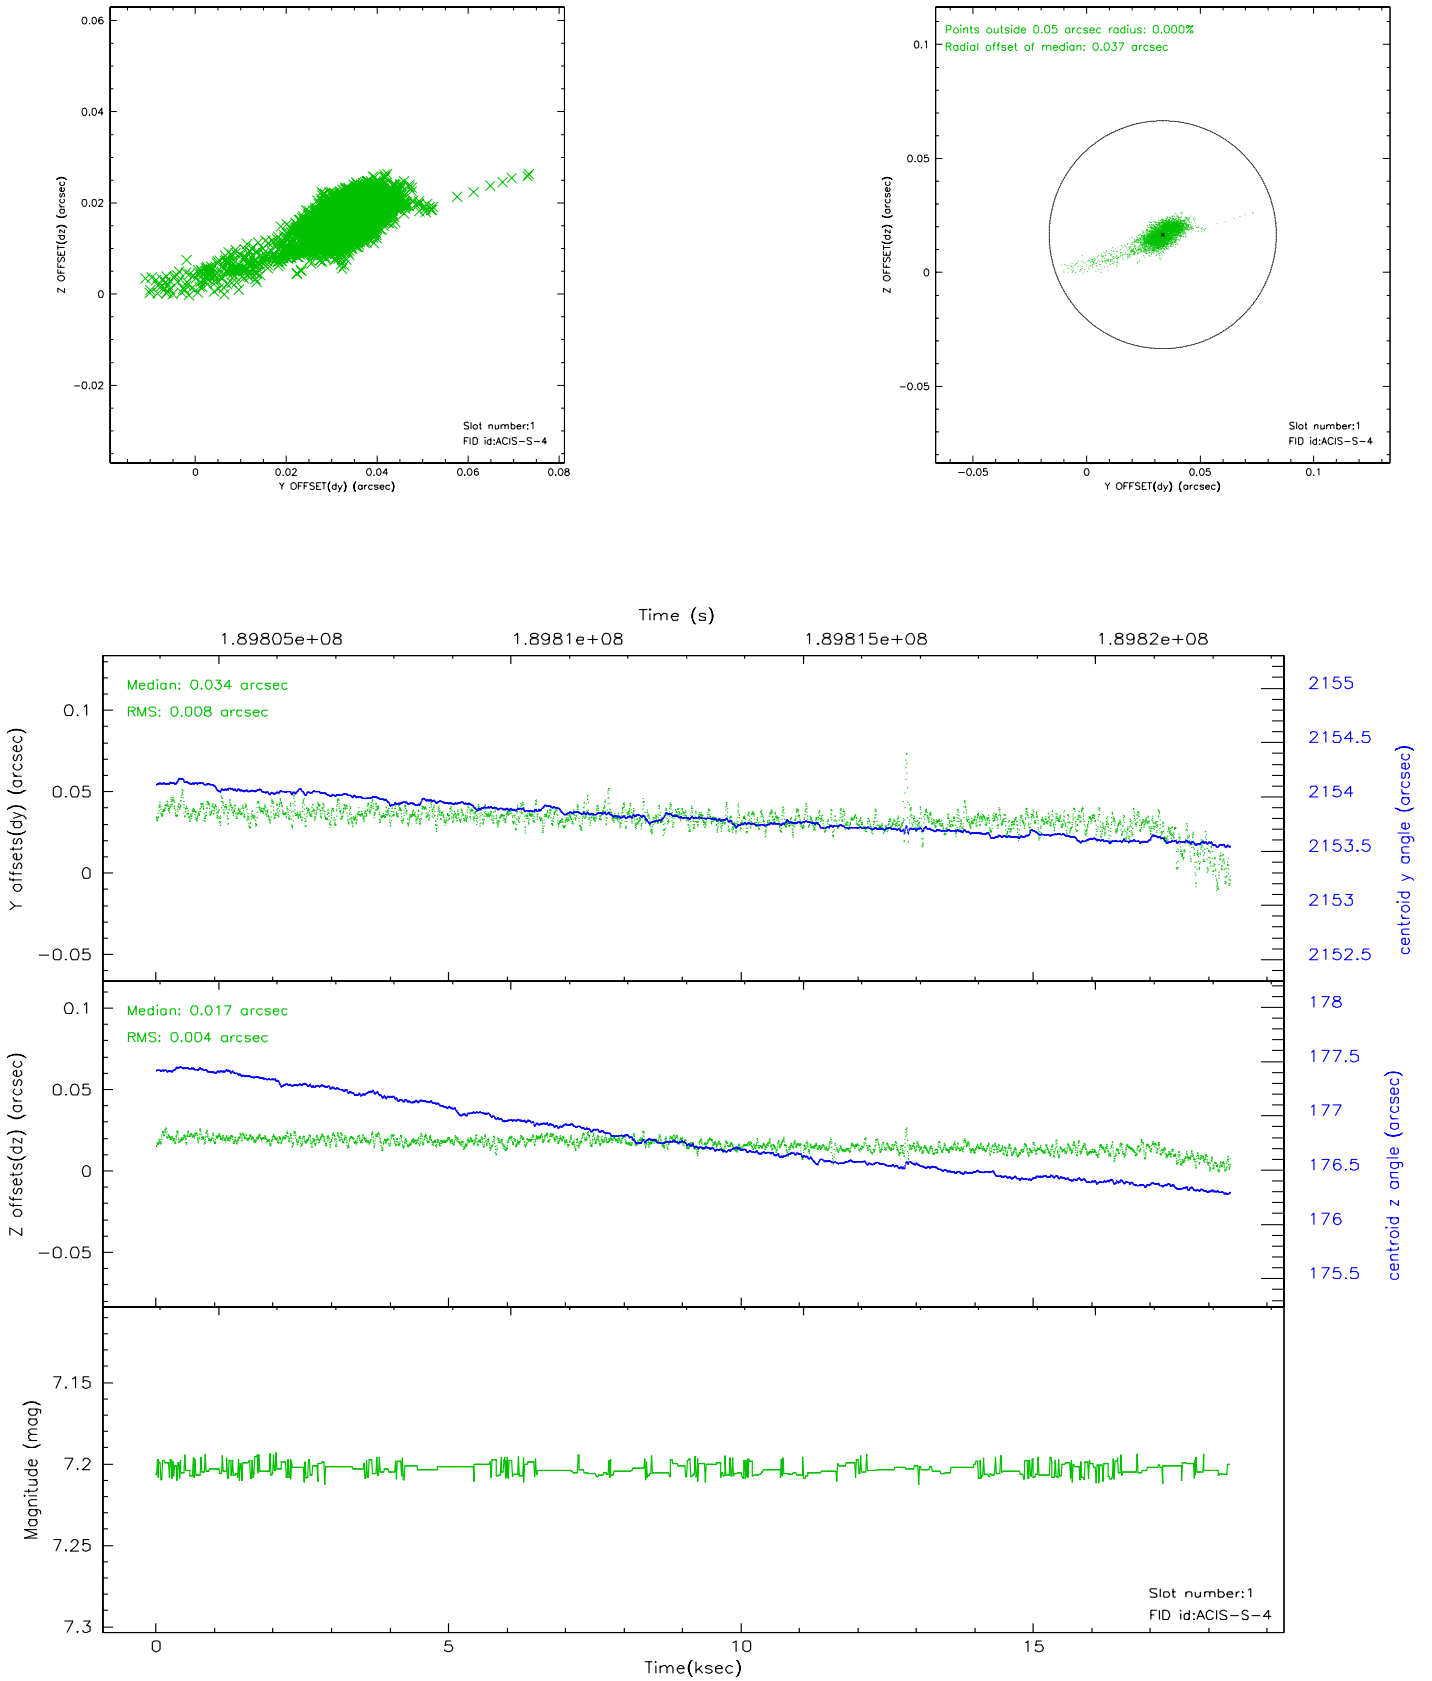 0.06
0.04
0.02
0
-0.02
Z OFFSET(dz) (arcsec)
Slot number:1
FID id:ACIS-S-4
0
0.02
0.04
0.06
0.08
Y OFFSET(dy) (arcsec)
Points outside 0.05 arcsec radius: 0.000%
Radial offset of median: 0.037 arcsec
0.1
0.05
0
-0.05
Z OFFSET(dz) (arcsec)
Slot number:1
FID id:ACIS-S-4
-0.05
0
0.05
0.1
Y OFFSET(dy) (arcsec)
Time (s)
1.89805e+08
1.8981e+08
1.89815e+08
1.8982e+08
Median: 0.034 arcsec
RMS: 0.008 arcsec
0.1
0.05
0
-0.05
Y offsets(dy) (arcsec)
2155
2154.5
2154
2153.5
2153
2152.5
centroid y angle (arcsec)
Median: 0.017 arcsec
RMS: 0.004 arcsec
0.1
0.05
0
-0.05
Z offsets(dz) (arcsec)
178
177.5
177
176.5
176
175.5
centroid z angle (arcsec)
7.15
7.2
7.25
7.3
Magnitude (mag)
Slot number:1
FID id:ACIS-S-4
0
5
10
15
Time(ksec)